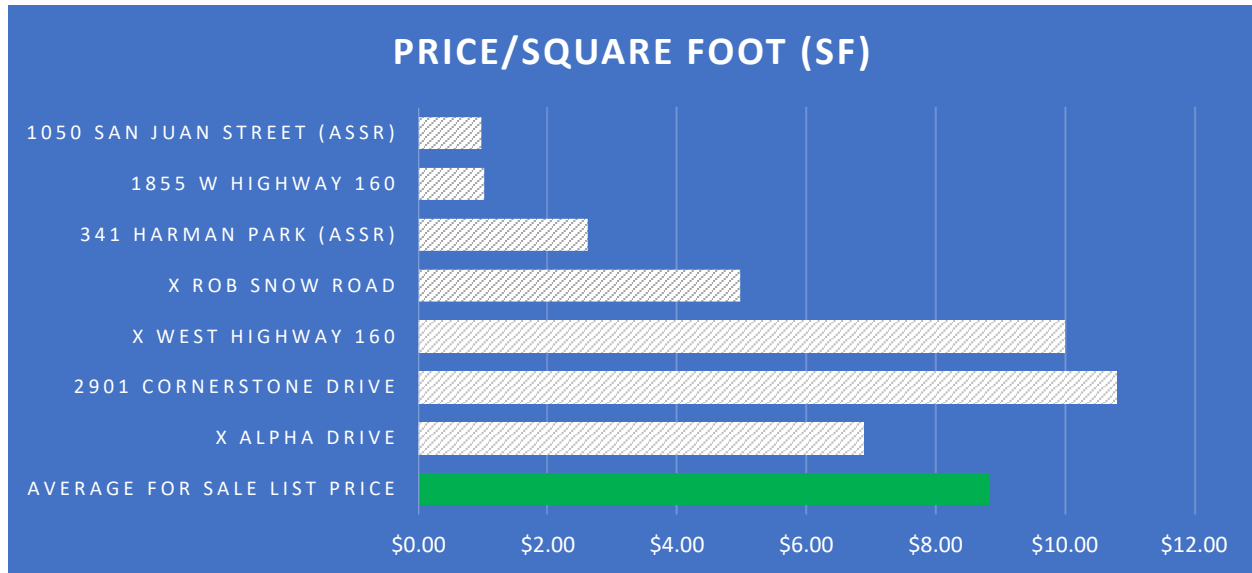 PRICE/SQUARE FOOT (SF)
1050 SAN JUAN STREET (ASSR)
1855 W HIGHWAY 160
341 HARMAN PARK (ASSR)
X ROB SNOW ROAD
X WEST HIGHWAY 160
2901 CORNERSTONE DRIVE
X ALPHA DRIVE
AVERAGE FOR SALE LIST PRICE
$0.00 $2.00 $4.00 $6.00 $8.00 $10.00 $12.00